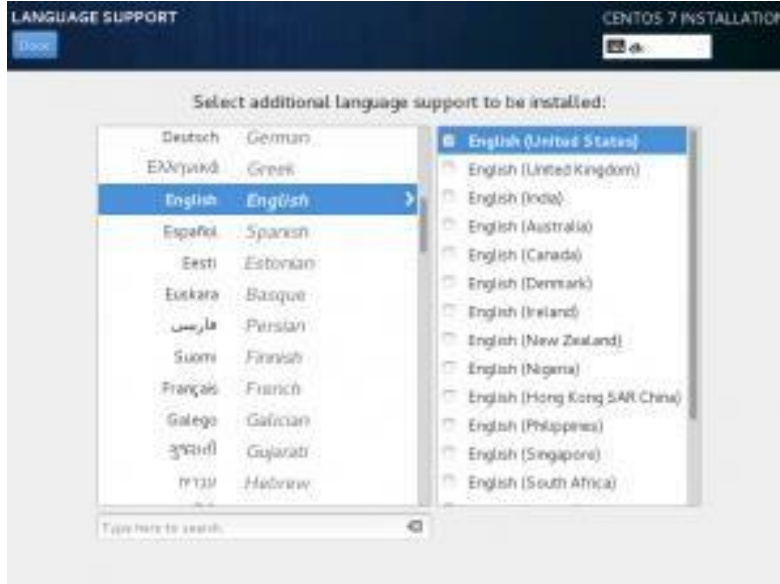 LANGUAGE SUPPORT
CENTOS 7 INSTALLATION
Done
dk
Select additional language support to be installed:
Deutsch German
Ελληνικά Greek
English English
Español Spanish
Eesti Estonian
Euskara Basque
فارسی Persian
Suomi Finnish
Français French
Galego Galician
ગુજરાતી Gujarati
עברית Hebrew
English (United States)
English (United Kingdom)
English (India)
English (Australia)
English (Canada)
English (Denmark)
English (Ireland)
English (New Zealand)
English (Nigeria)
English (Hong Kong SAR China)
English (Philippines)
English (Singapore)
English (South Africa)
Type here to search.